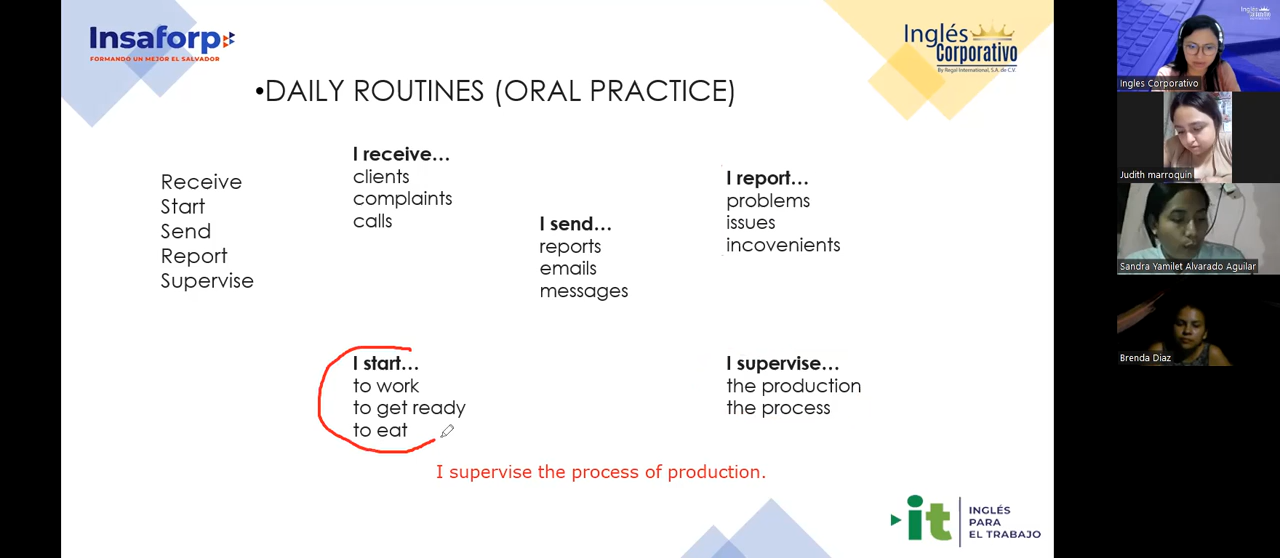 Insaforp
FORMANDO UN MEJOR EL SALVADOR
Inglés
Corporativo
By Regal International, S.A. de C.V.
•DAILY ROUTINES (ORAL PRACTICE)
Receive
Start
Send
Report
Supervise
I receive…
clients
complaints
calls
I send…
reports
emails
messages
I report…
problems
issues
incovenients
I start…
to work
to get ready
to eat
I supervise…
the production
the process
I supervise the process of production.
it
INGLÉS
PARA
EL TRABAJO
Ingles Corporativo
Judith marroquin
Sandra Yamilet Alvarado Aguilar
Brenda Diaz